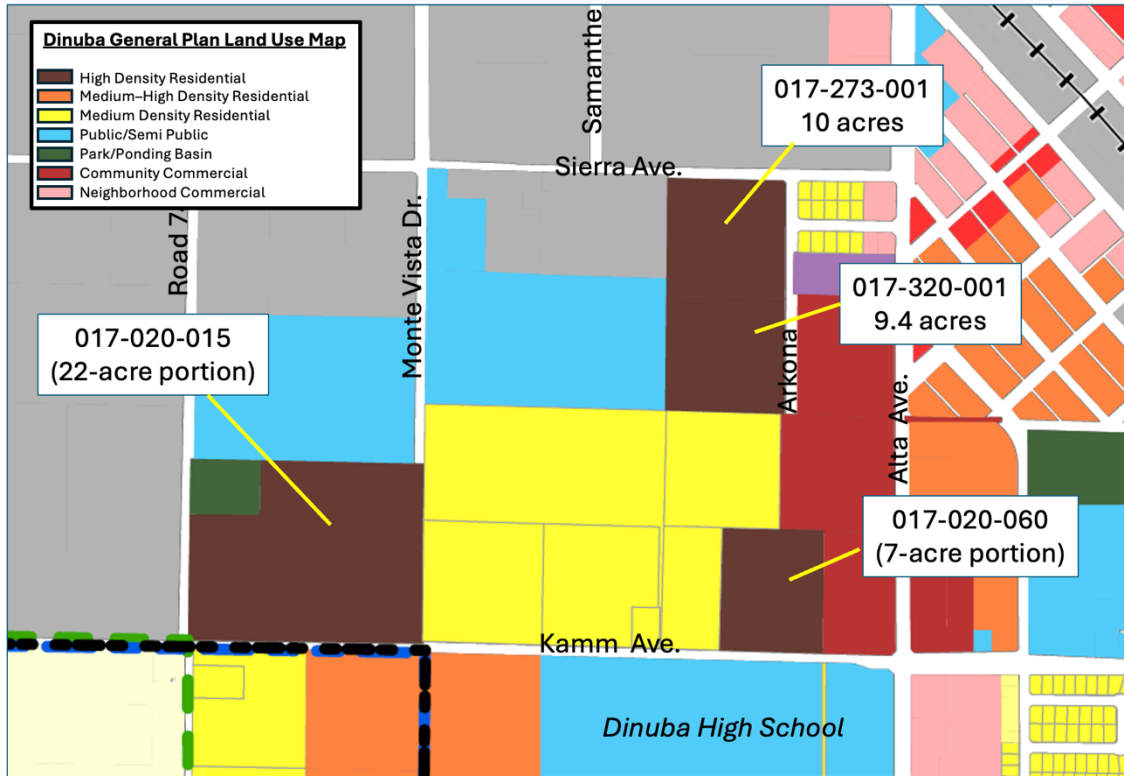 Dinuba General Plan Land Use Map
High Density Residential
Medium–High Density Residential
Medium Density Residential
Public/Semi Public
Park/Ponding Basin
Community Commercial
Neighborhood Commercial
Samanthe
017-273-001
10 acres
Sierra Ave.
Road 7
Monte Vista Dr.
017-320-001
9.4 acres
017-020-015
(22-acre portion)
Arkona
Alta Ave.
017-020-060
(7-acre portion)
Kamm Ave.
Dinuba High School